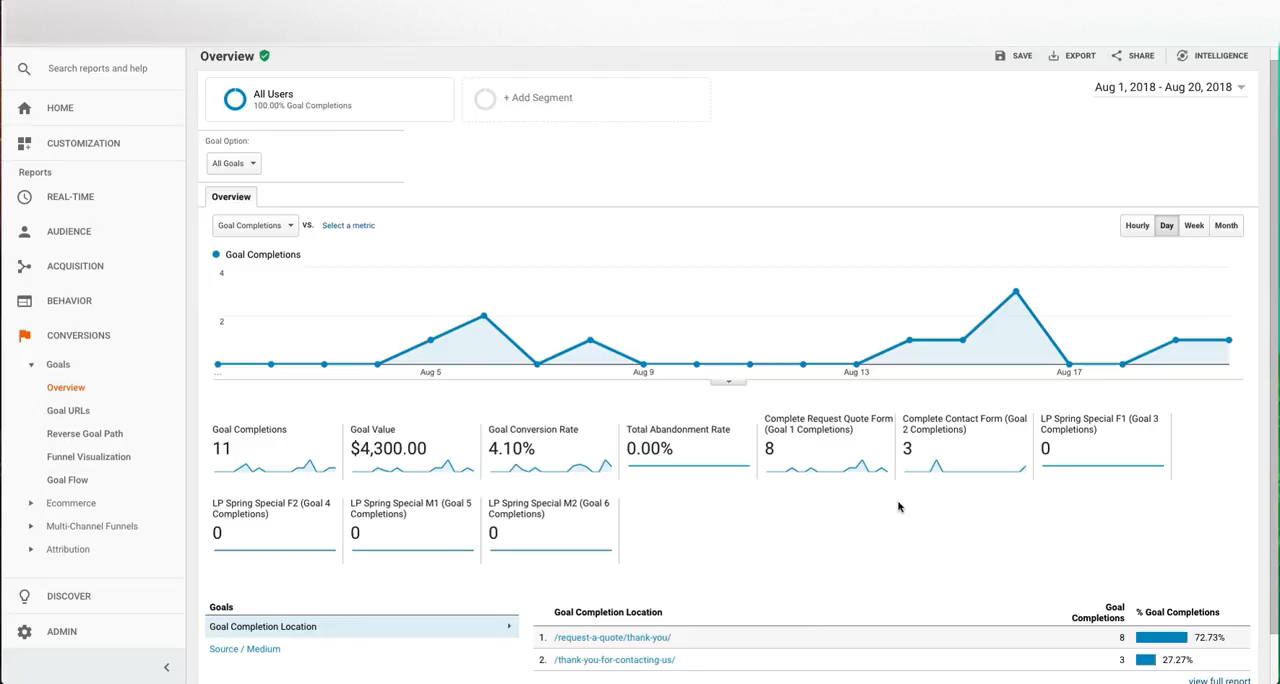 Overview
SAVE EXPORT SHARE INTELLIGENCE
Search reports and help
HOME
CUSTOMIZATION
Reports
REAL-TIME
AUDIENCE
ACQUISITION
BEHAVIOR
CONVERSIONS
Goals
Overview
Goal URLs
Reverse Goal Path
Funnel Visualization
Goal Flow
Ecommerce
Multi-Channel Funnels
Attribution
DISCOVER
ADMIN
All Users
100.00% Goal Completions
+ Add Segment
Aug 1, 2018 - Aug 20, 2018
Goal Option:
All Goals
Overview
Goal Completions VS. Select a metric
Hourly Day Week Month
Goal Completions
4
2
... Aug 5 Aug 9 Aug 13 Aug 17
Goal Completions
11
Goal Value
$4,300.00
Goal Conversion Rate
4.10%
Total Abandonment Rate
0.00%
Complete Request Quote Form
(Goal 1 Completions)
8
Complete Contact Form (Goal
2 Completions)
3
LP Spring Special F1 (Goal 3
Completions)
0
LP Spring Special F2 (Goal 4
Completions)
0
LP Spring Special M1 (Goal 5
Completions)
0
LP Spring Special M2 (Goal 6
Completions)
0
Goals
Goal Completion Location
Source / Medium
Goal Completion Location
Goal
Completions
% Goal Completions
1. /request-a-quote/thank-you/ 8 72.73%
2. /thank-you-for-contacting-us/ 3 27.27%
view full report